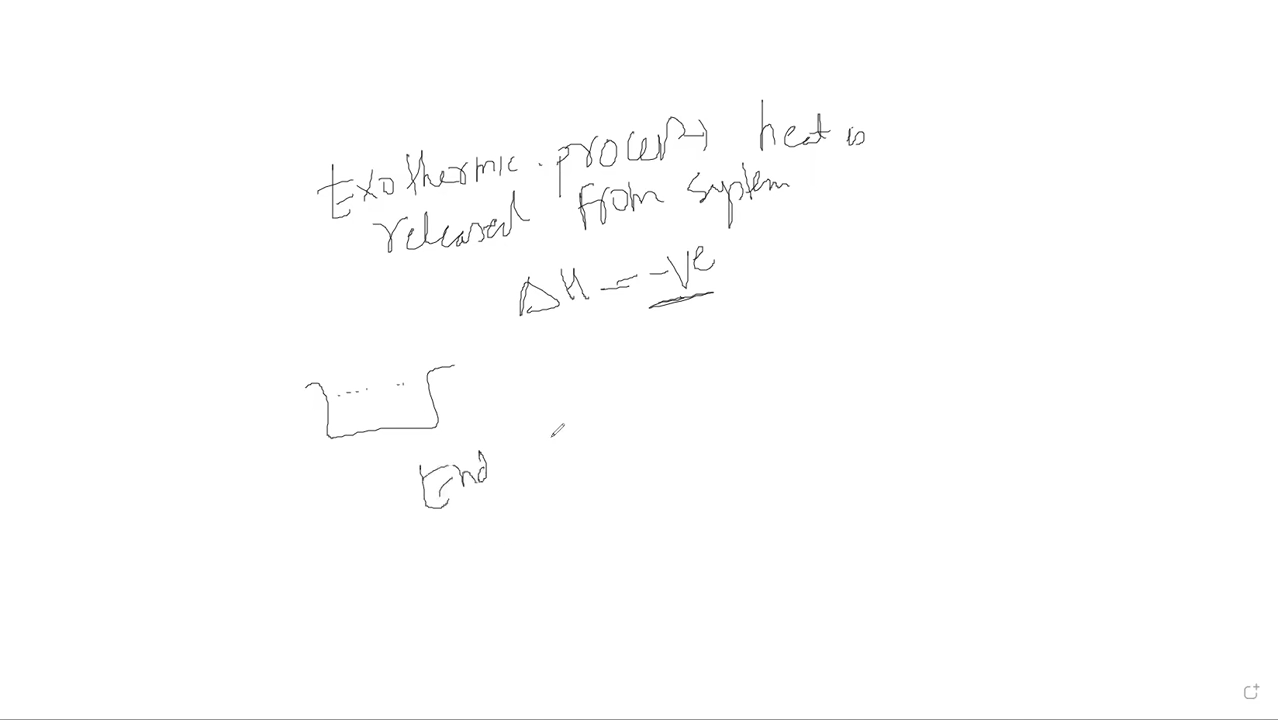 Exothermic process → heat is
released from system
ΔH = -ve
End